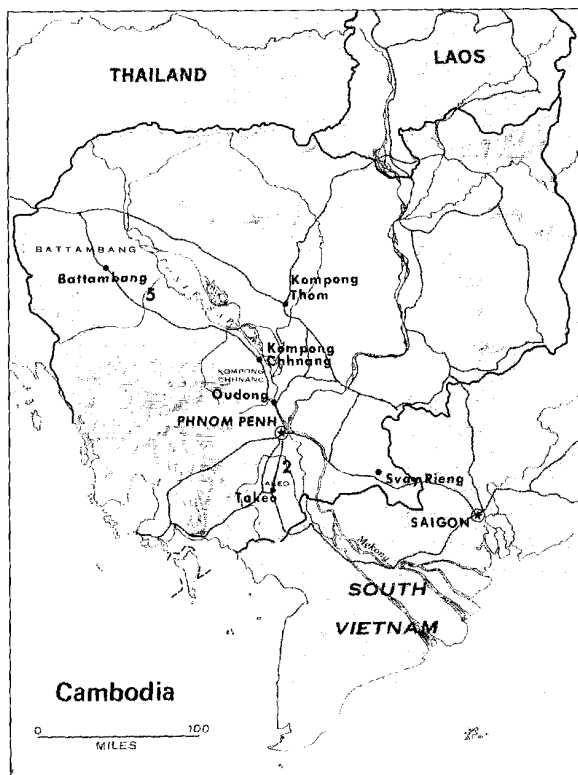 THAILAND
LAOS
BATTAMBANG
Battambang
5
Kompong
Thom
Kompong
Chhnang
KOMPONG
CHHNANG
Oudong
PHNOM PENH
2
TAKEO
Takeo
Svay Rieng
SAIGON
Mekong
SOUTH
VIETNAM
Cambodia
0 100
MILES